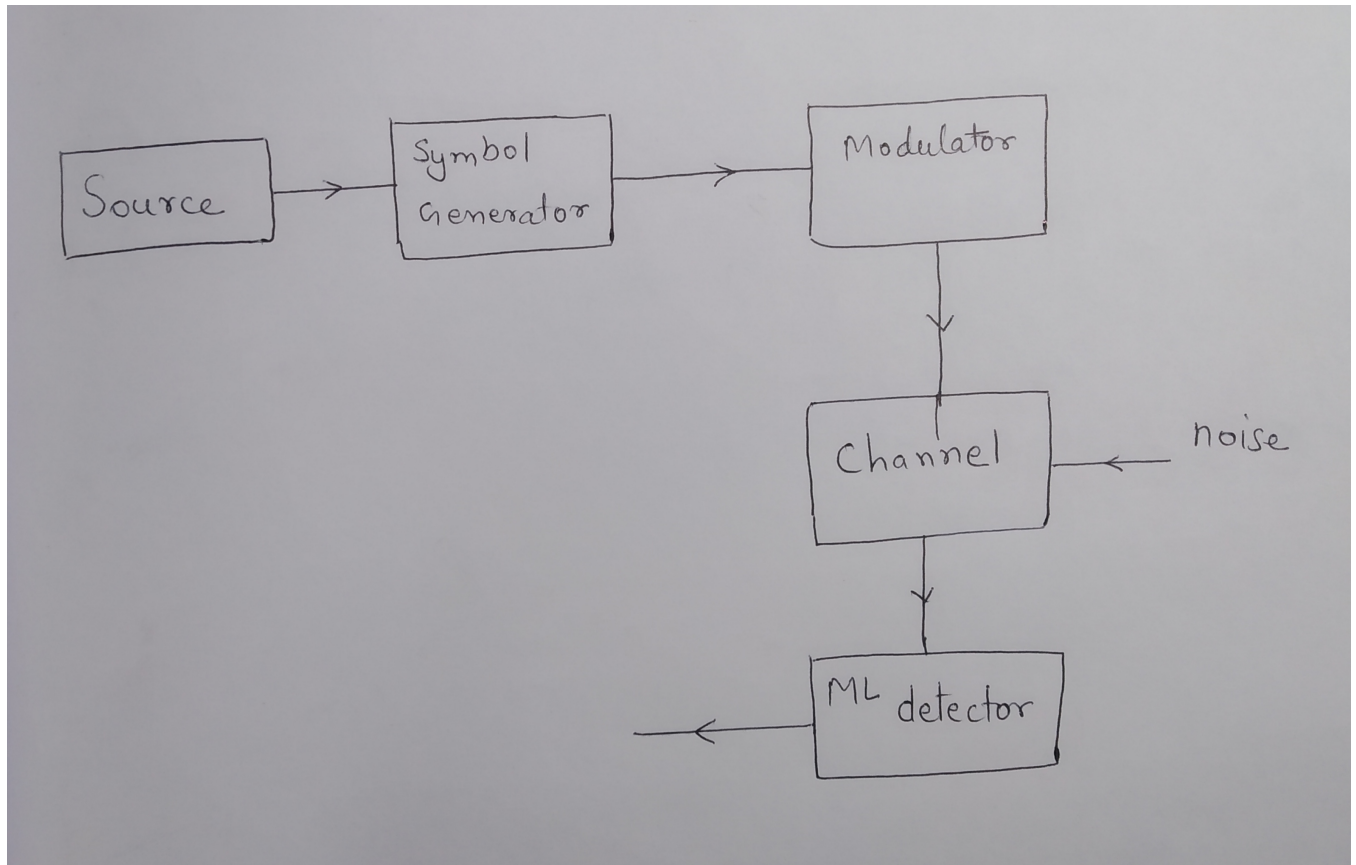 Source
Symbol
Generator
Modulator
Channel
noise
ML detector